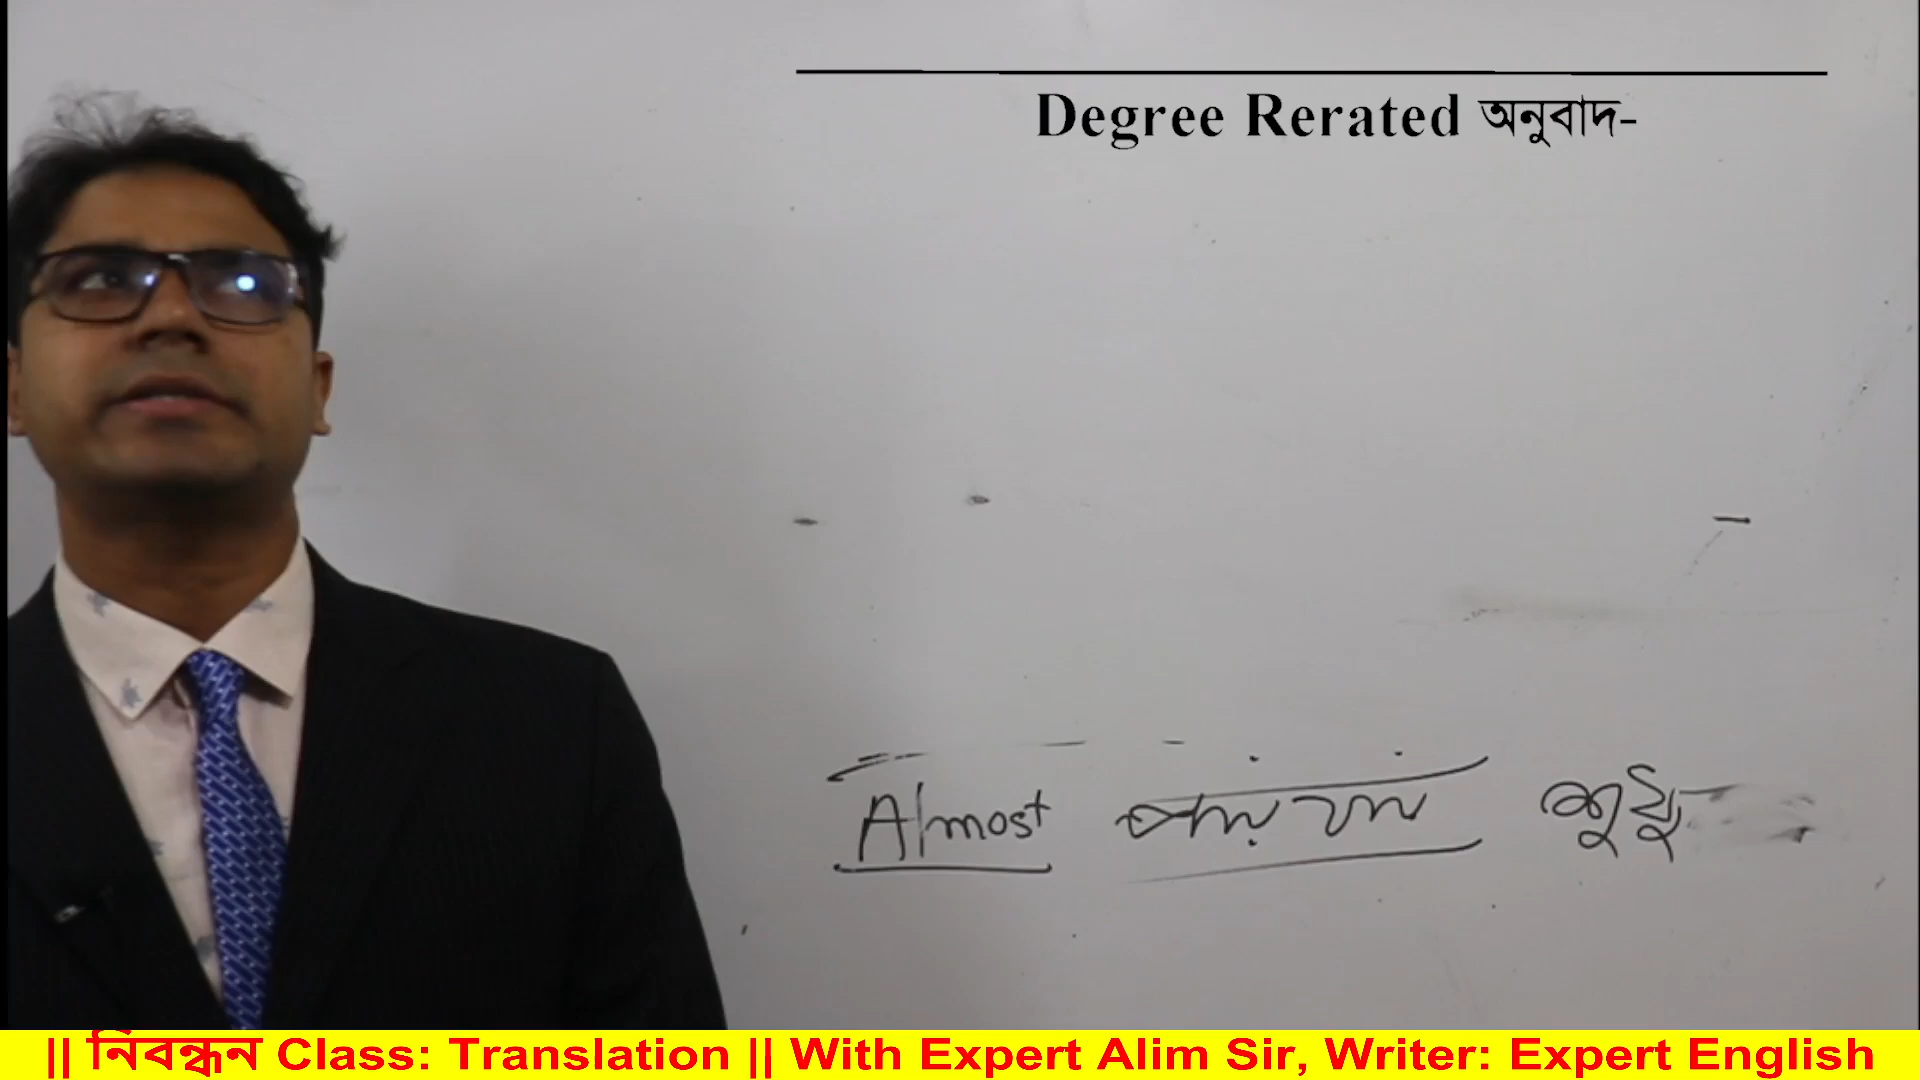 Degree Rerated অনুবাদ-
Almost প্রায় শুধু
|| নিবন্ধন Class: Translation || With Expert Alim Sir, Writer: Expert English